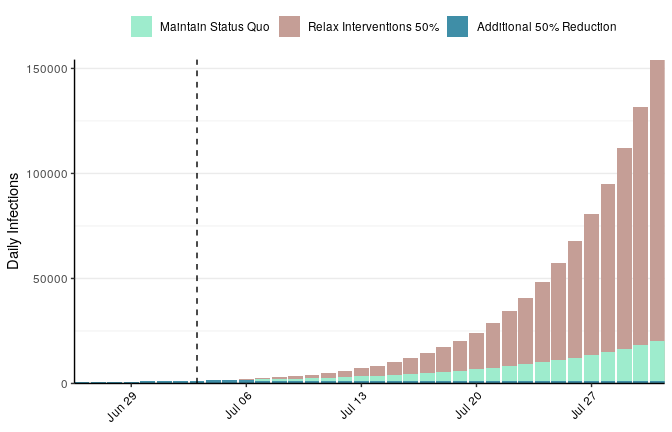 Maintain Status Quo Relax Interventions 50% Additional 50% Reduction
150000
100000
50000
0
Daily Infections
Jun 29 Jul 06 Jul 13 Jul 20 Jul 27